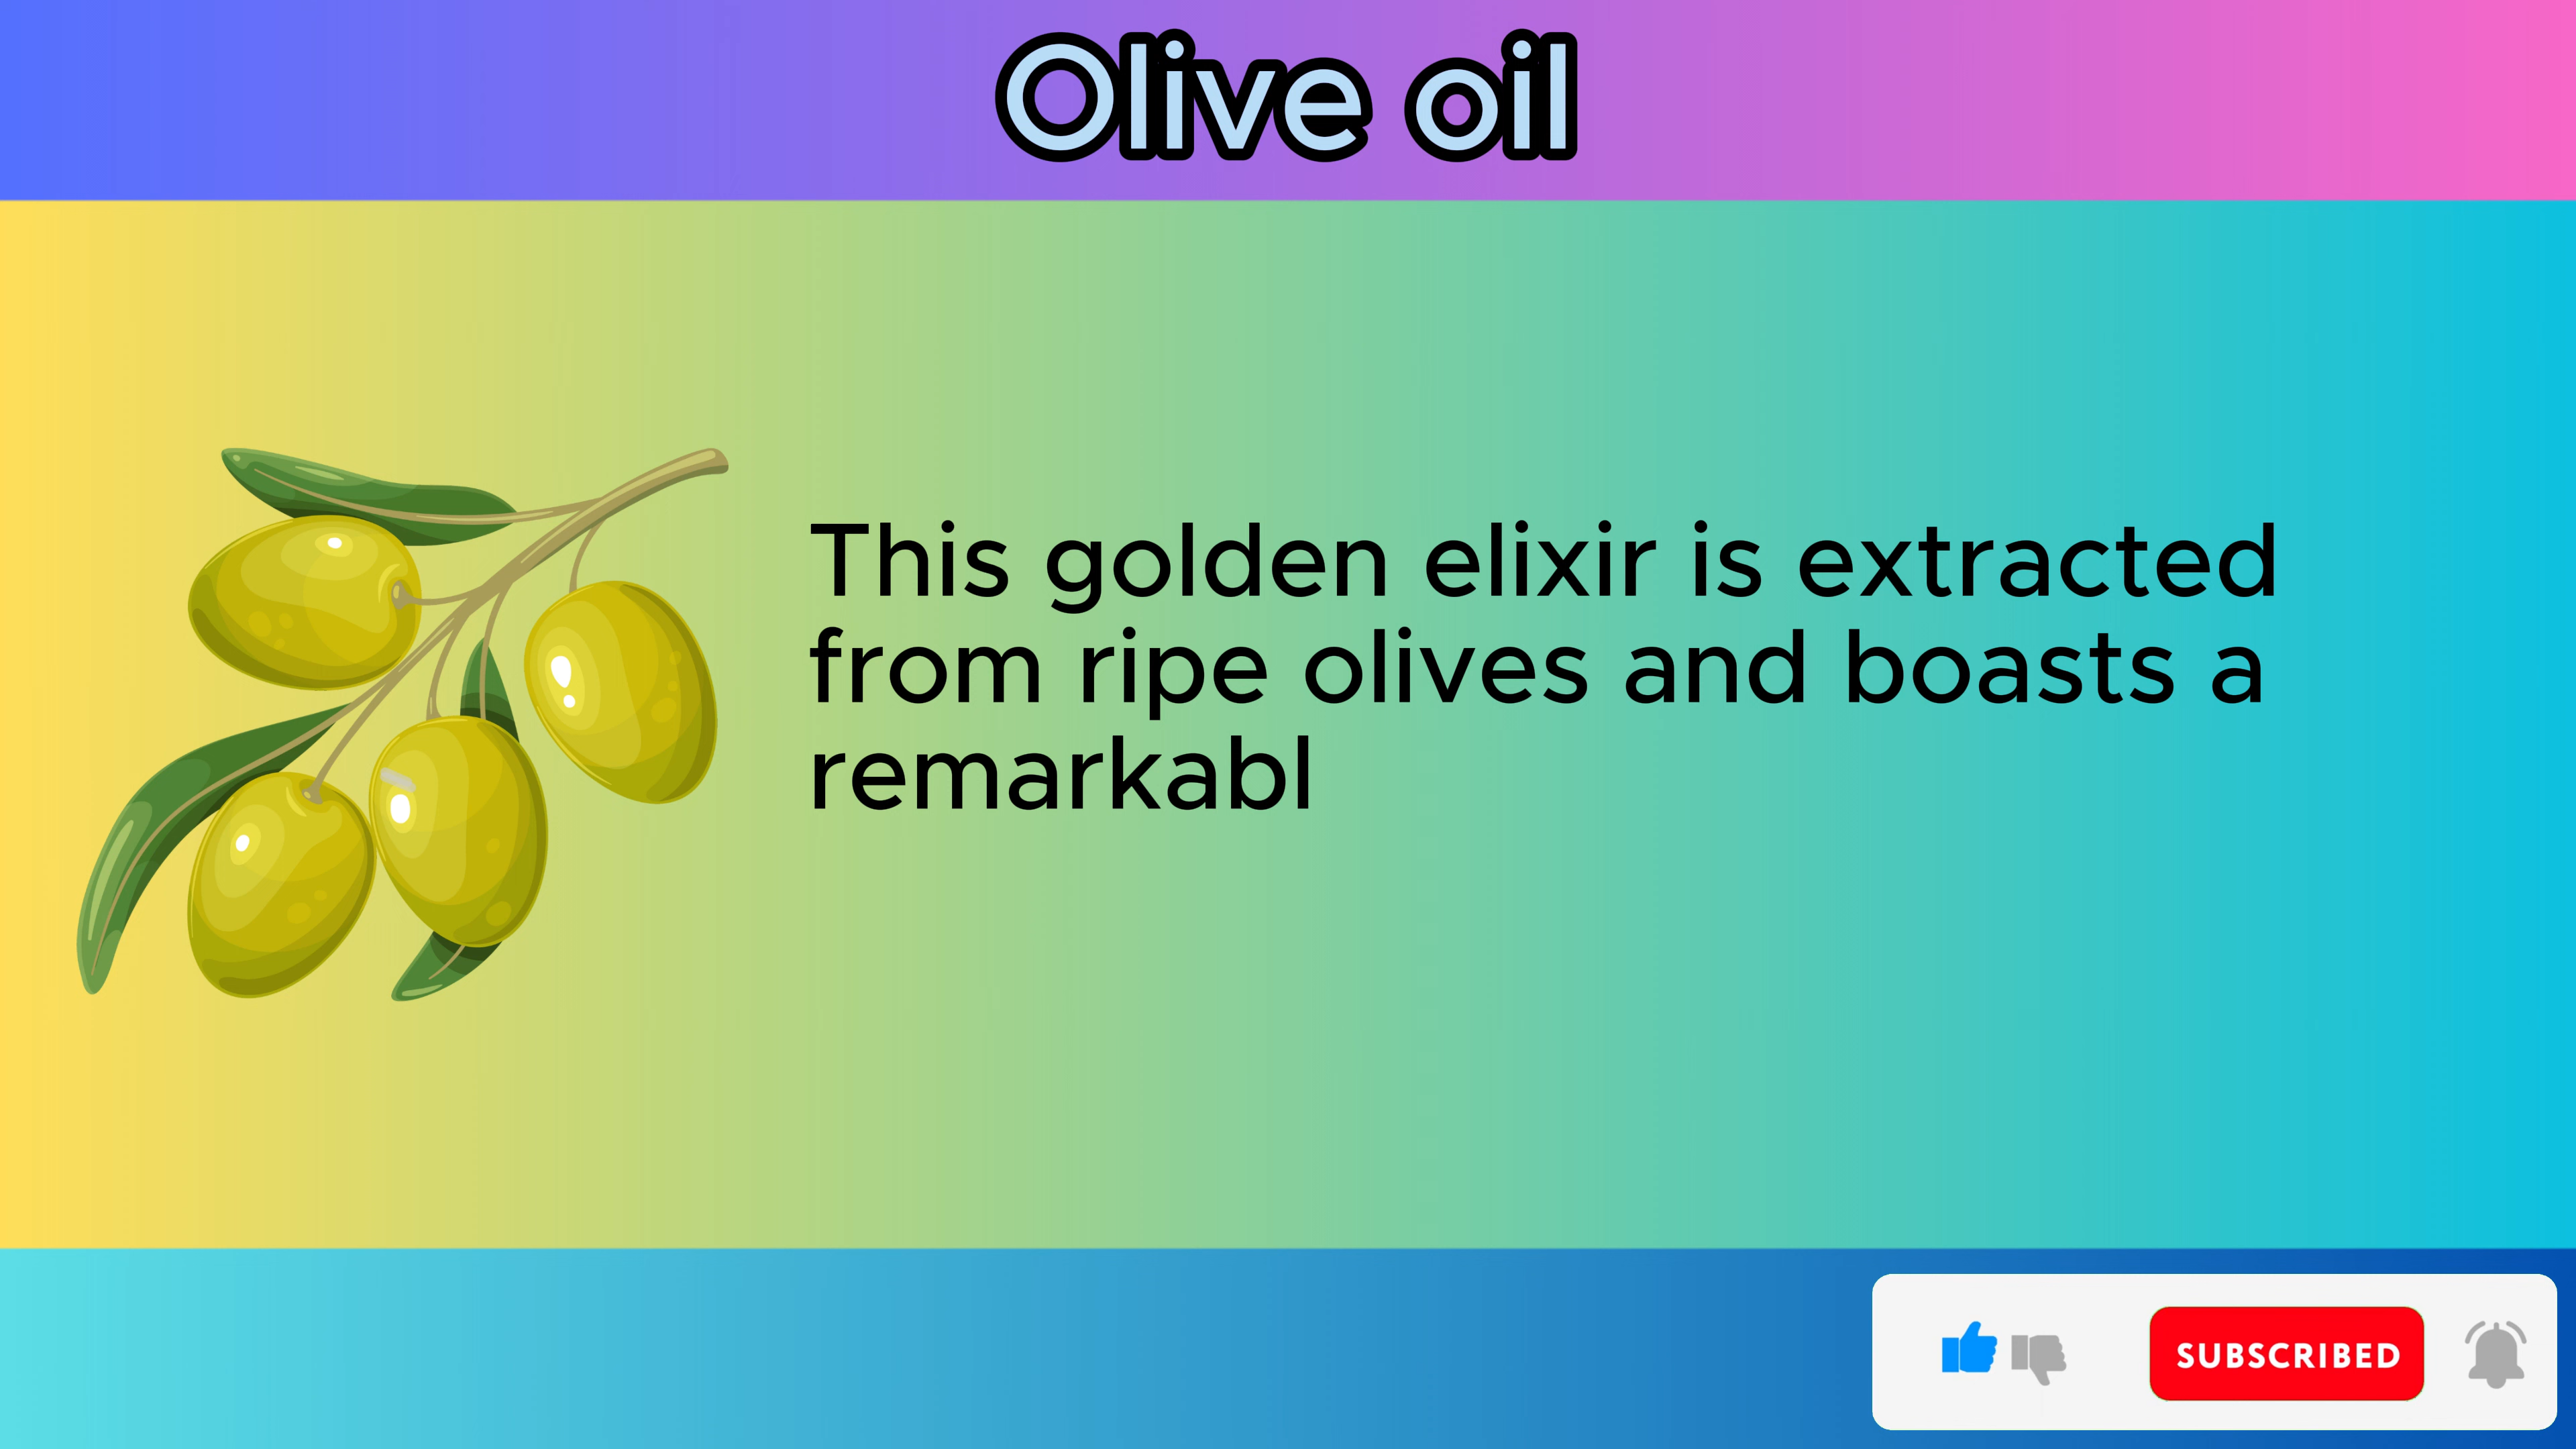 Olive oil
This golden elixir is extracted
from ripe olives and boasts a
remarkabl
SUBSCRIBED